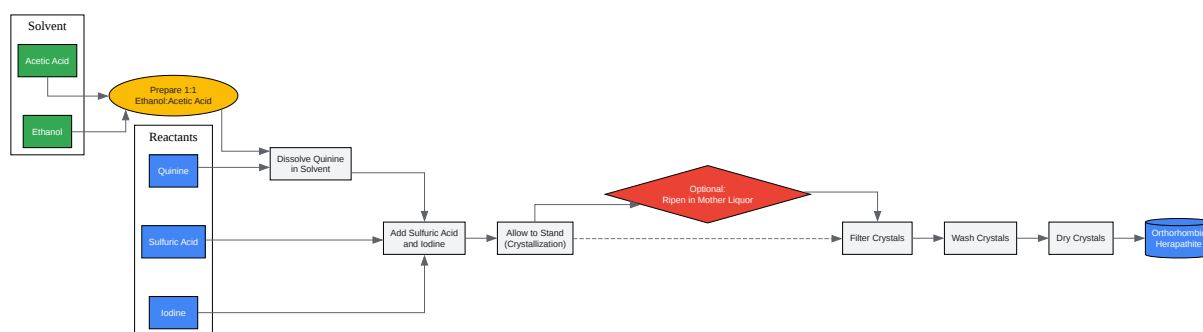 Solvent
Acetic Acid
Ethanol
Prepare 1:1
Ethanol:Acetic Acid
Reactants
Quinine
Sulfuric Acid
Iodine
Dissolve Quinine
in Solvent
Add Sulfuric Acid
and Iodine
Allow to Stand
(Crystallization)
Optional:
Ripen in Mother Liquor
Filter Crystals
Wash Crystals
Dry Crystals
Orthorhombic
Herapathite